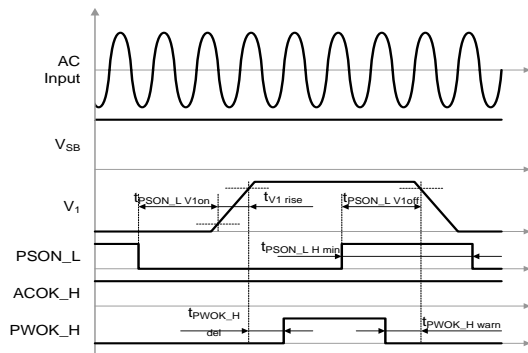 AC
Input
VSB
V1
tPSON_L V1on
tV1 rise
tPSON_L V1off
PSON_L
tPSON_L H min
ACOK_H
PWOK_H
tPWOK_H
del
tPWOK_H warn